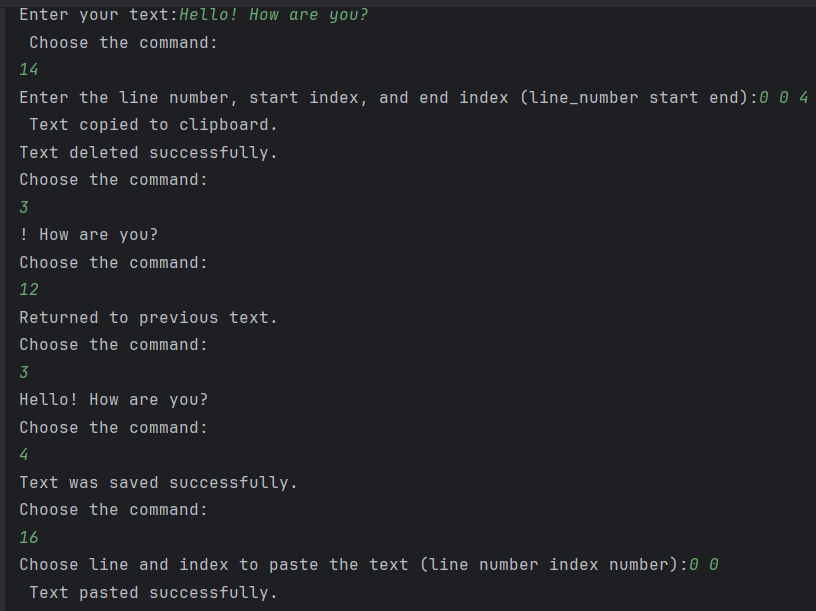 Enter your text:Hello! How are you?
Choose the command:
14
Enter the line number, start index, and end index (line_number start end):0 0 4
Text copied to clipboard.
Text deleted successfully.
Choose the command:
3
! How are you?
Choose the command:
12
Returned to previous text.
Choose the command:
3
Hello! How are you?
Choose the command:
4
Text was saved successfully.
Choose the command:
16
Choose line and index to paste the text (line number index number):0 0
Text pasted successfully.